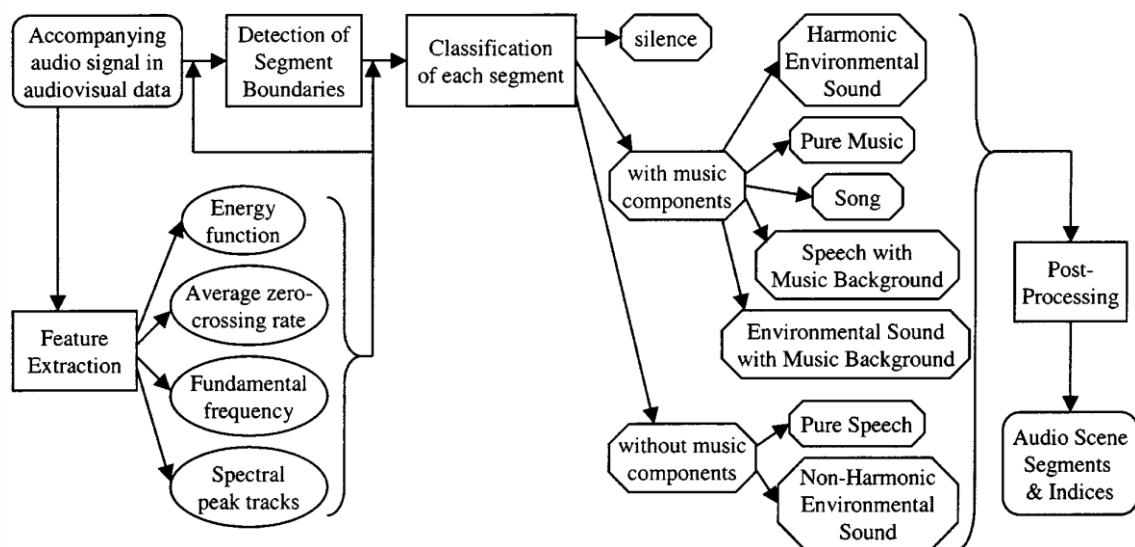 Accompanying
audio signal in
audiovisual data
Detection of
Segment
Boundaries
Classification
of each segment
silence
Harmonic
Environmental
Sound
Pure Music
with music
components
Song
Speech with
Music Background
Environmental Sound
with Music Background
without music
components
Pure Speech
Non-Harmonic
Environmental
Sound
Feature
Extraction
Energy
function
Average zero-
crossing rate
Fundamental
frequency
Spectral
peak tracks
Post-
Processing
Audio Scene
Segments
& Indices